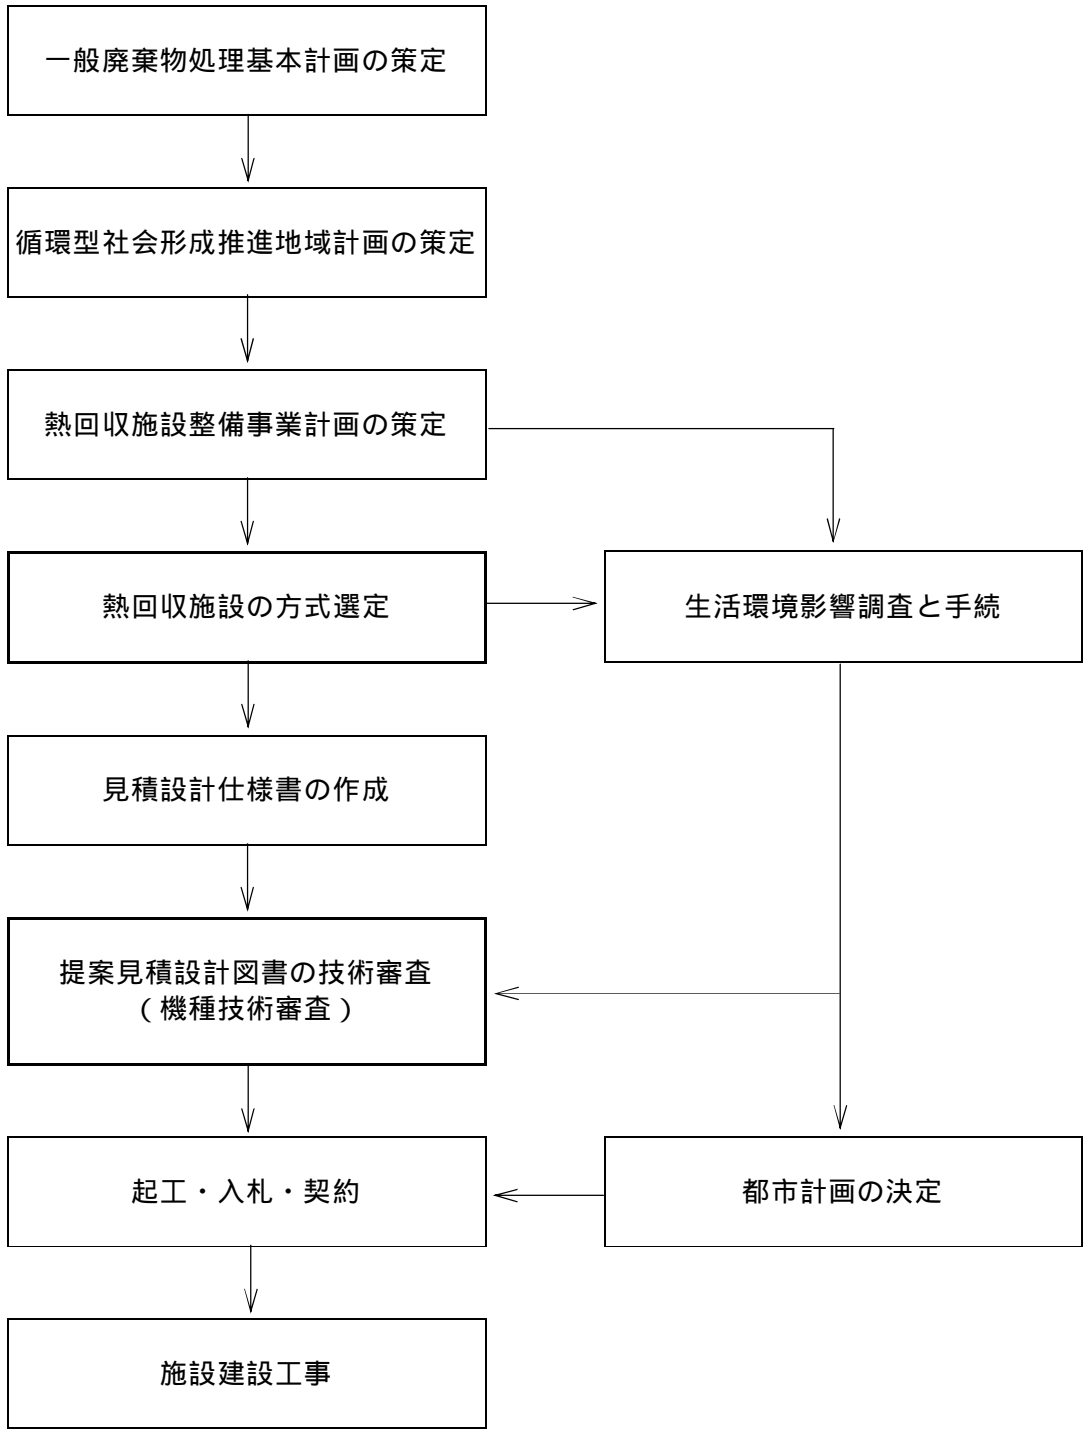 一般廃棄物処理基本計画の策定
循環型社会形成推進地域計画の策定
熱回収施設整備事業計画の策定
熱回収施設の方式選定
生活環境影響調査と手続
見積設計仕様書の作成
提案見積設計図書の技術審査
（機種技術審査）
起工・入札・契約
都市計画の決定
施設建設工事